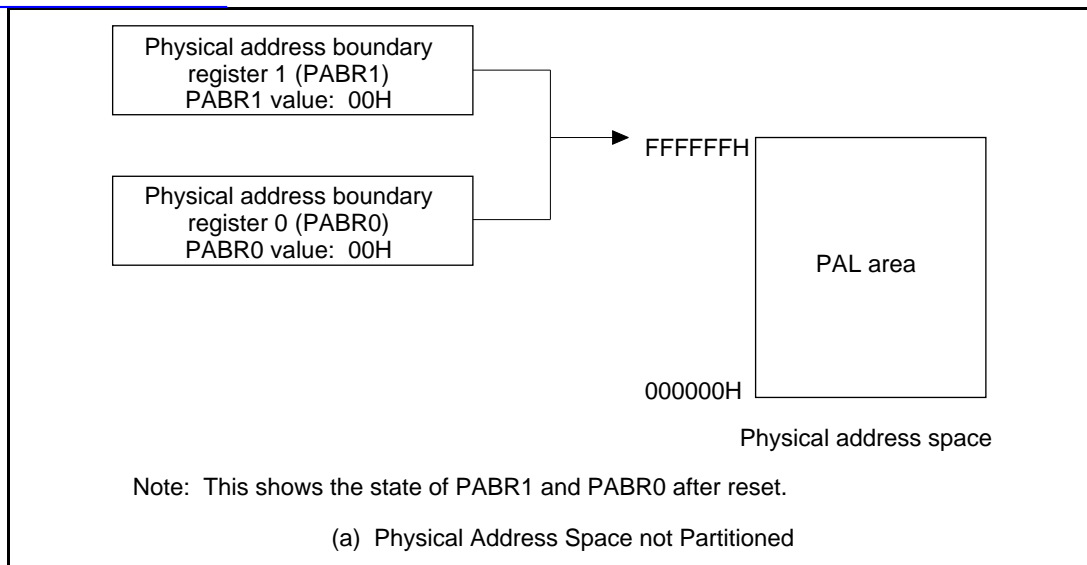 Physical address boundary
register 1 (PABR1)
PABR1 value: 00H
Physical address boundary
register 0 (PABR0)
PABR0 value: 00H
FFFFFFH
PAL area
000000H
Physical address space
Note: This shows the state of PABR1 and PABR0 after reset.
(a) Physical Address Space not Partitioned